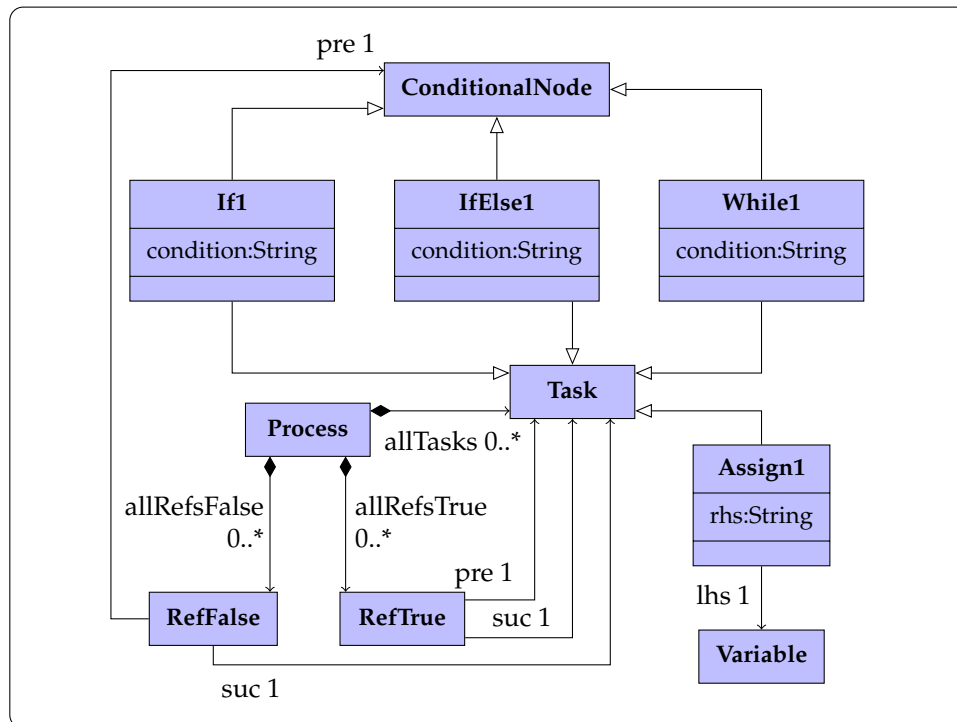 pre 1
ConditionalNode
If1
condition:String
IfElse1
condition:String
While1
condition:String
Task
Process
allTasks 0..*
Assign1
rhs:String
allRefsFalse
0..*
allRefsTrue
0..*
pre 1
lhs 1
RefFalse
RefTrue
suc 1
Variable
suc 1